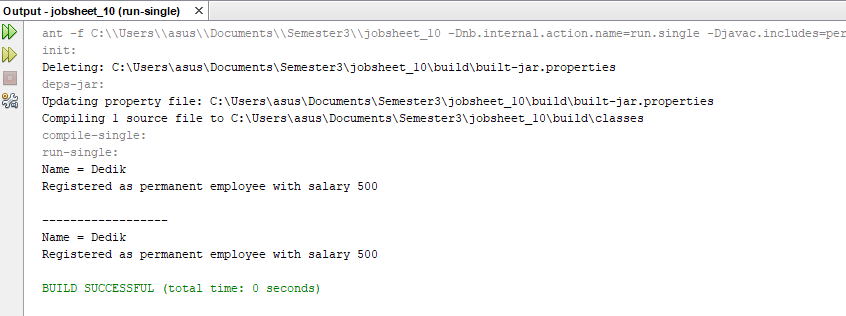 Output - jobsheet_10 (run-single)
ant -f C:\\Users\\asus\\Documents\\Semester3\\jobsheet_10 -Dnb.internal.action.name=run.single -Djavac.includes=per
init:
Deleting: C:\Users\asus\Documents\Semester3\jobsheet_10\build\built-jar.properties
deps-jar:
Updating property file: C:\Users\asus\Documents\Semester3\jobsheet_10\build\built-jar.properties
Compiling 1 source file to C:\Users\asus\Documents\Semester3\jobsheet_10\build\classes
compile-single:
run-single:
Name = Dedik
Registered as permanent employee with salary 500
------------------
Name = Dedik
Registered as permanent employee with salary 500
BUILD SUCCESSFUL (total time: 0 seconds)